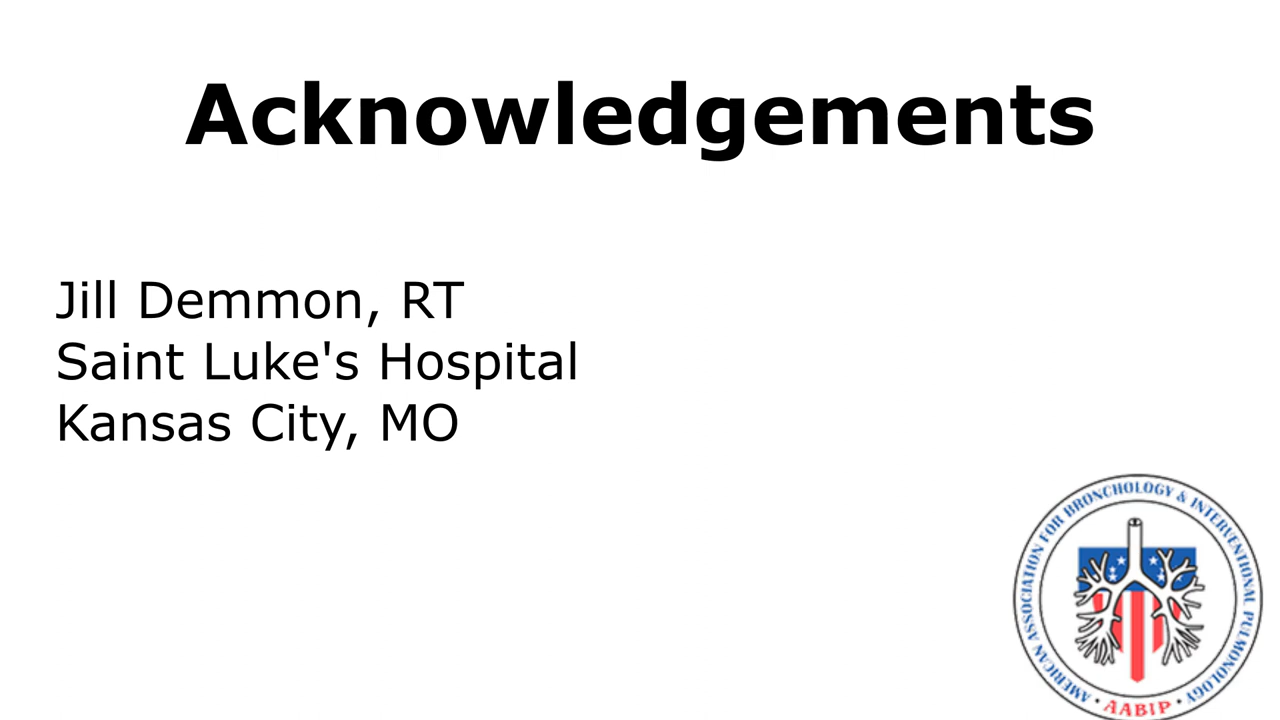 Acknowledgements
Jill Demmon, RT
Saint Luke's Hospital
Kansas City, MO
AMERICAN ASSOCIATION FOR BRONCHOLOGY & INTERVENTIONAL PULMONOLOGY
• AABIP •